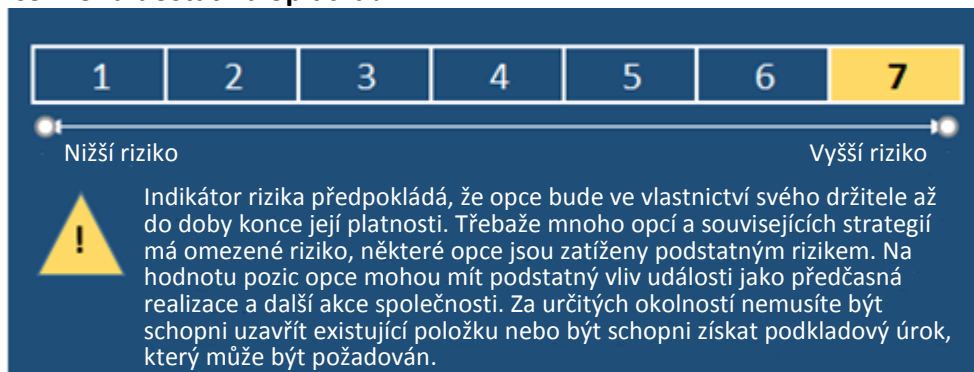 1 2 3 4 5 6 7
Nižší riziko Vyšší riziko
! Indikátor rizika předpokládá, že opce bude ve vlastnictví svého držitele až
do doby konce její platnosti. Třebaže mnoho opcí a souvisejících strategií
má omezené riziko, některé opce jsou zatíženy podstatným rizikem. Na
hodnotu pozic opce mohou mít podstatný vliv události jako předčasná
realizace a další akce společnosti. Za určitých okolností nemusíte být
schopni uzavřít existující položku nebo být schopni získat podkladový úrok,
který může být požadován.